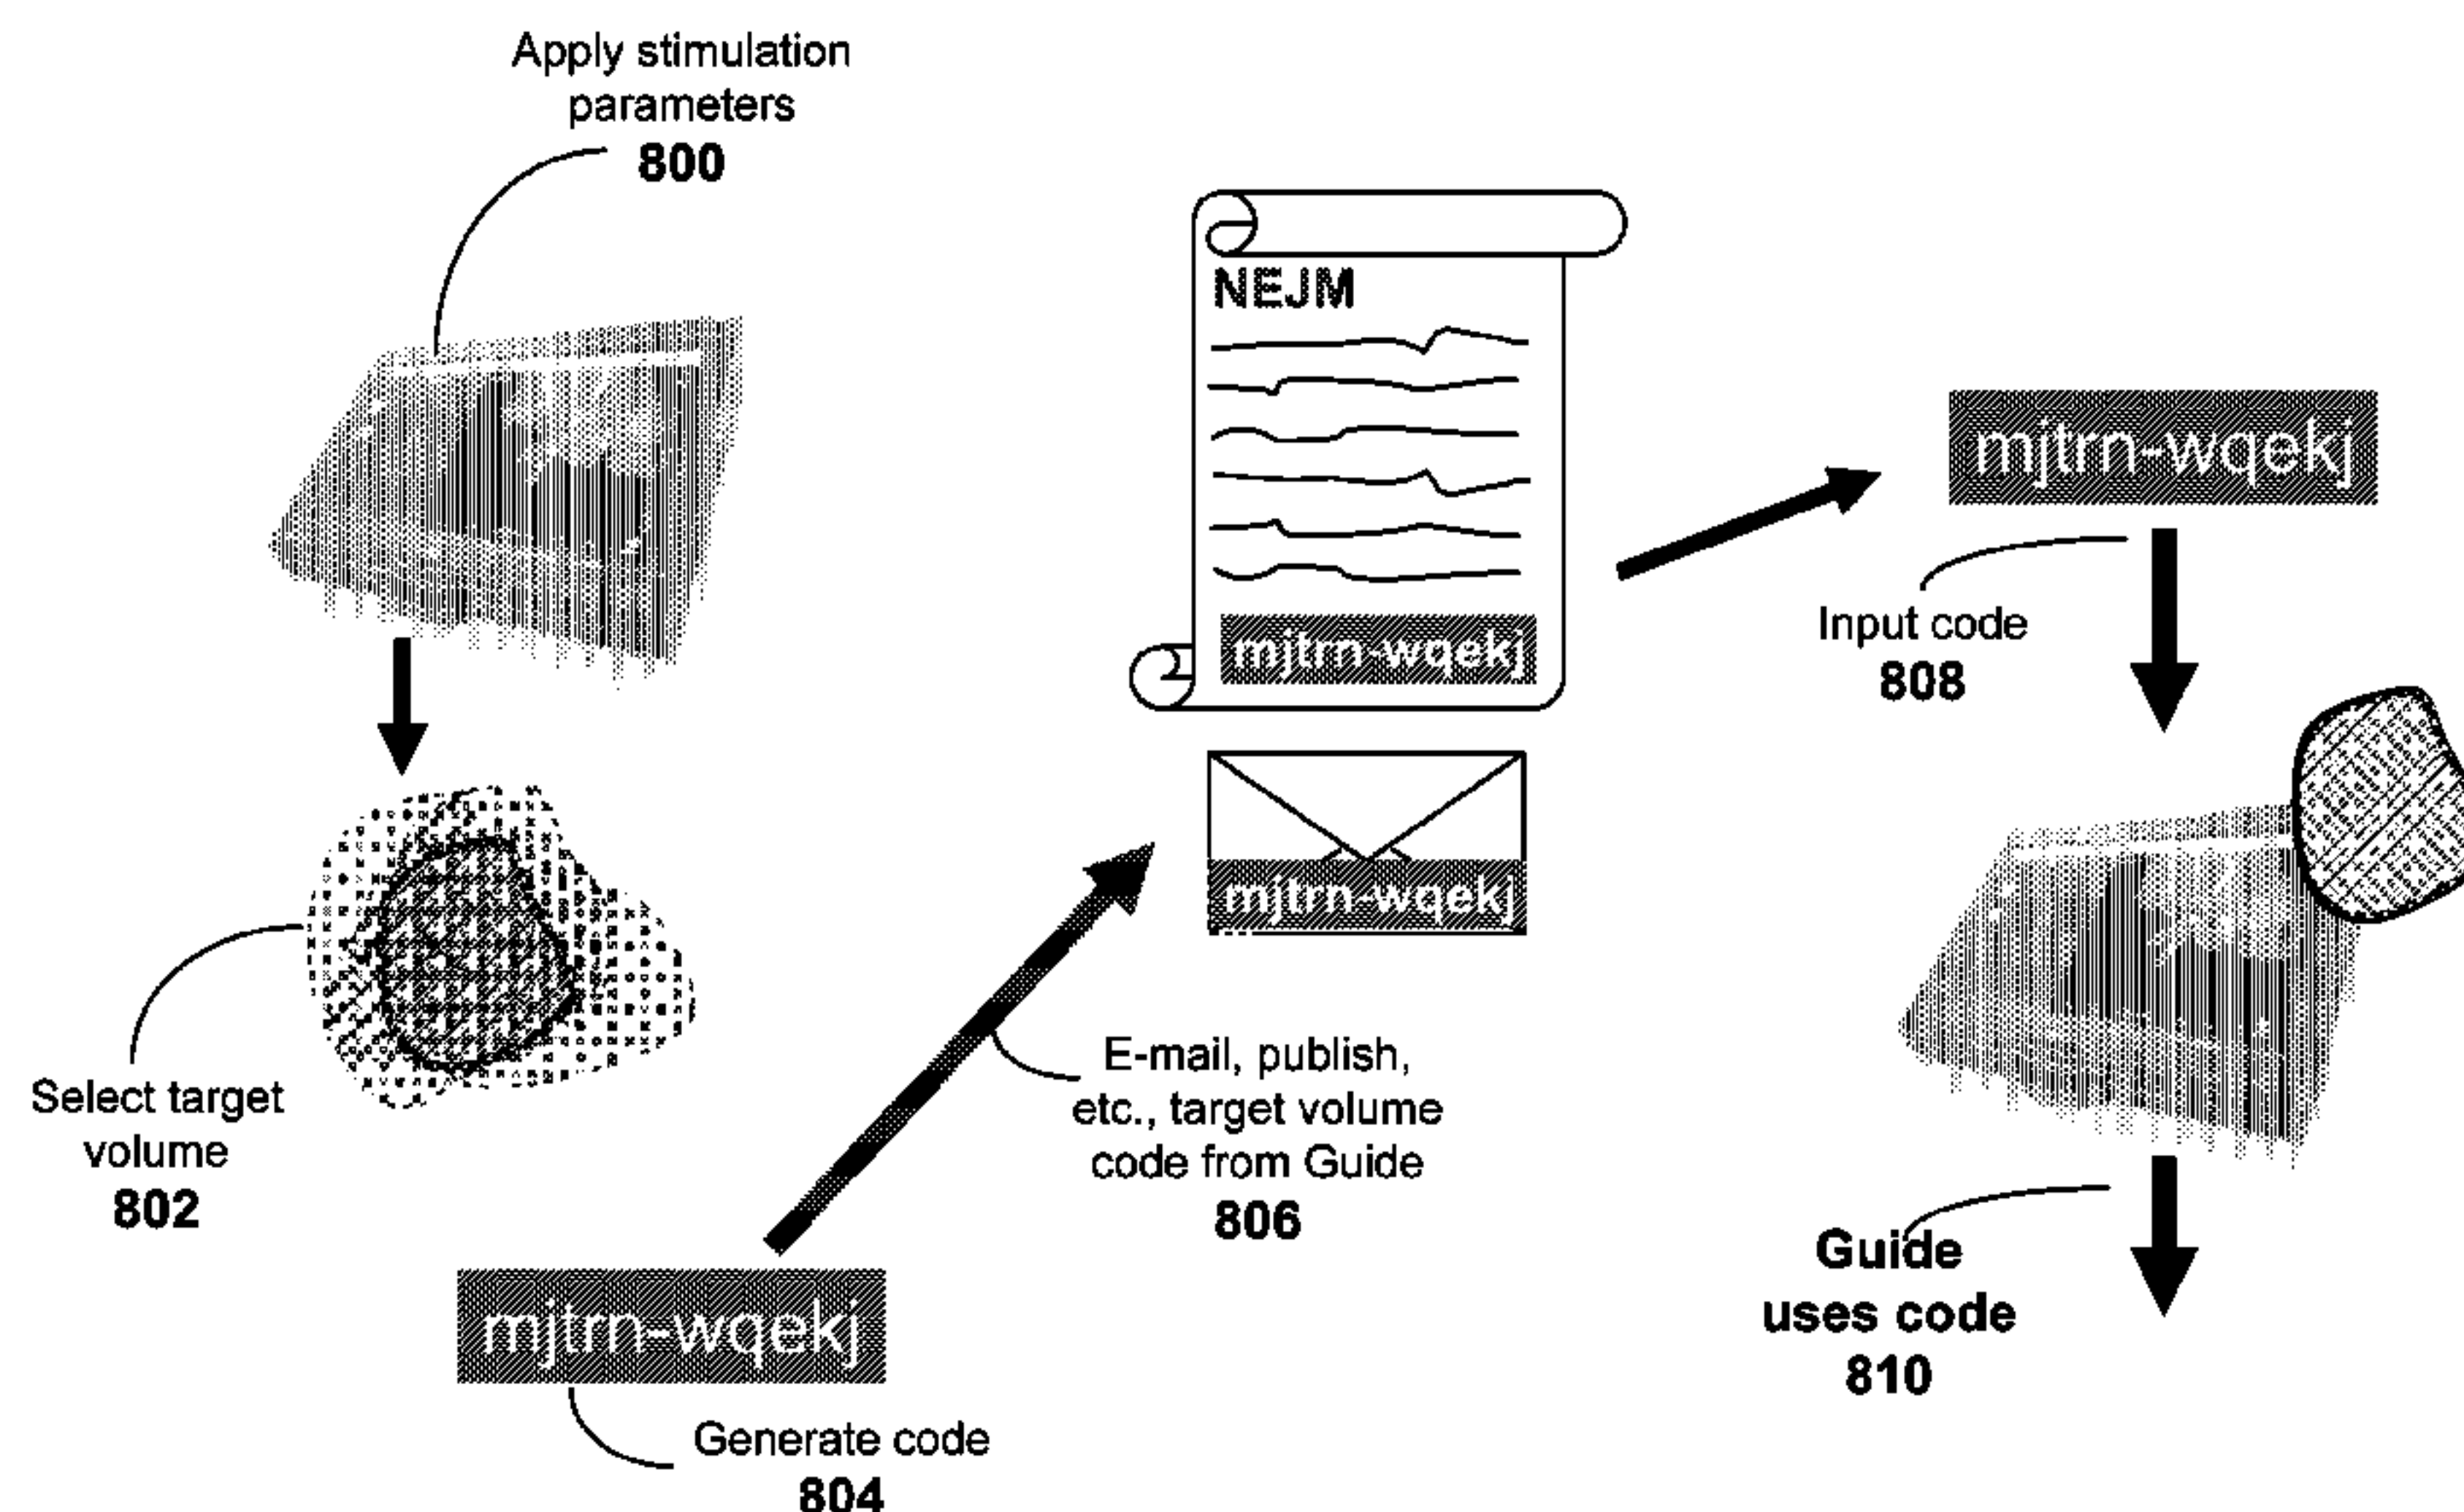 Apply stimulation
parameters
800
Select target
volume
802
mjtrn-wqekj
Generate code
804
NEJM
mjtrn-wqekj
mjtrn-wqekj
E-mail, publish,
etc., target volume
code from Guide
806
mjtrn-wqekj
Input code
808
Guide
uses code
810